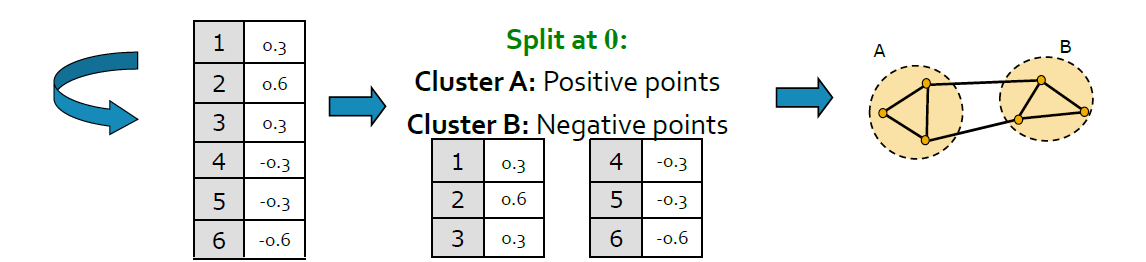 1 0.3
2 0.6
3 0.3
4 -0.3
5 -0.3
6 -0.6
Split at 0:
Cluster A: Positive points
Cluster B: Negative points
1 0.3
2 0.6
3 0.3
4 -0.3
5 -0.3
6 -0.6
A
B